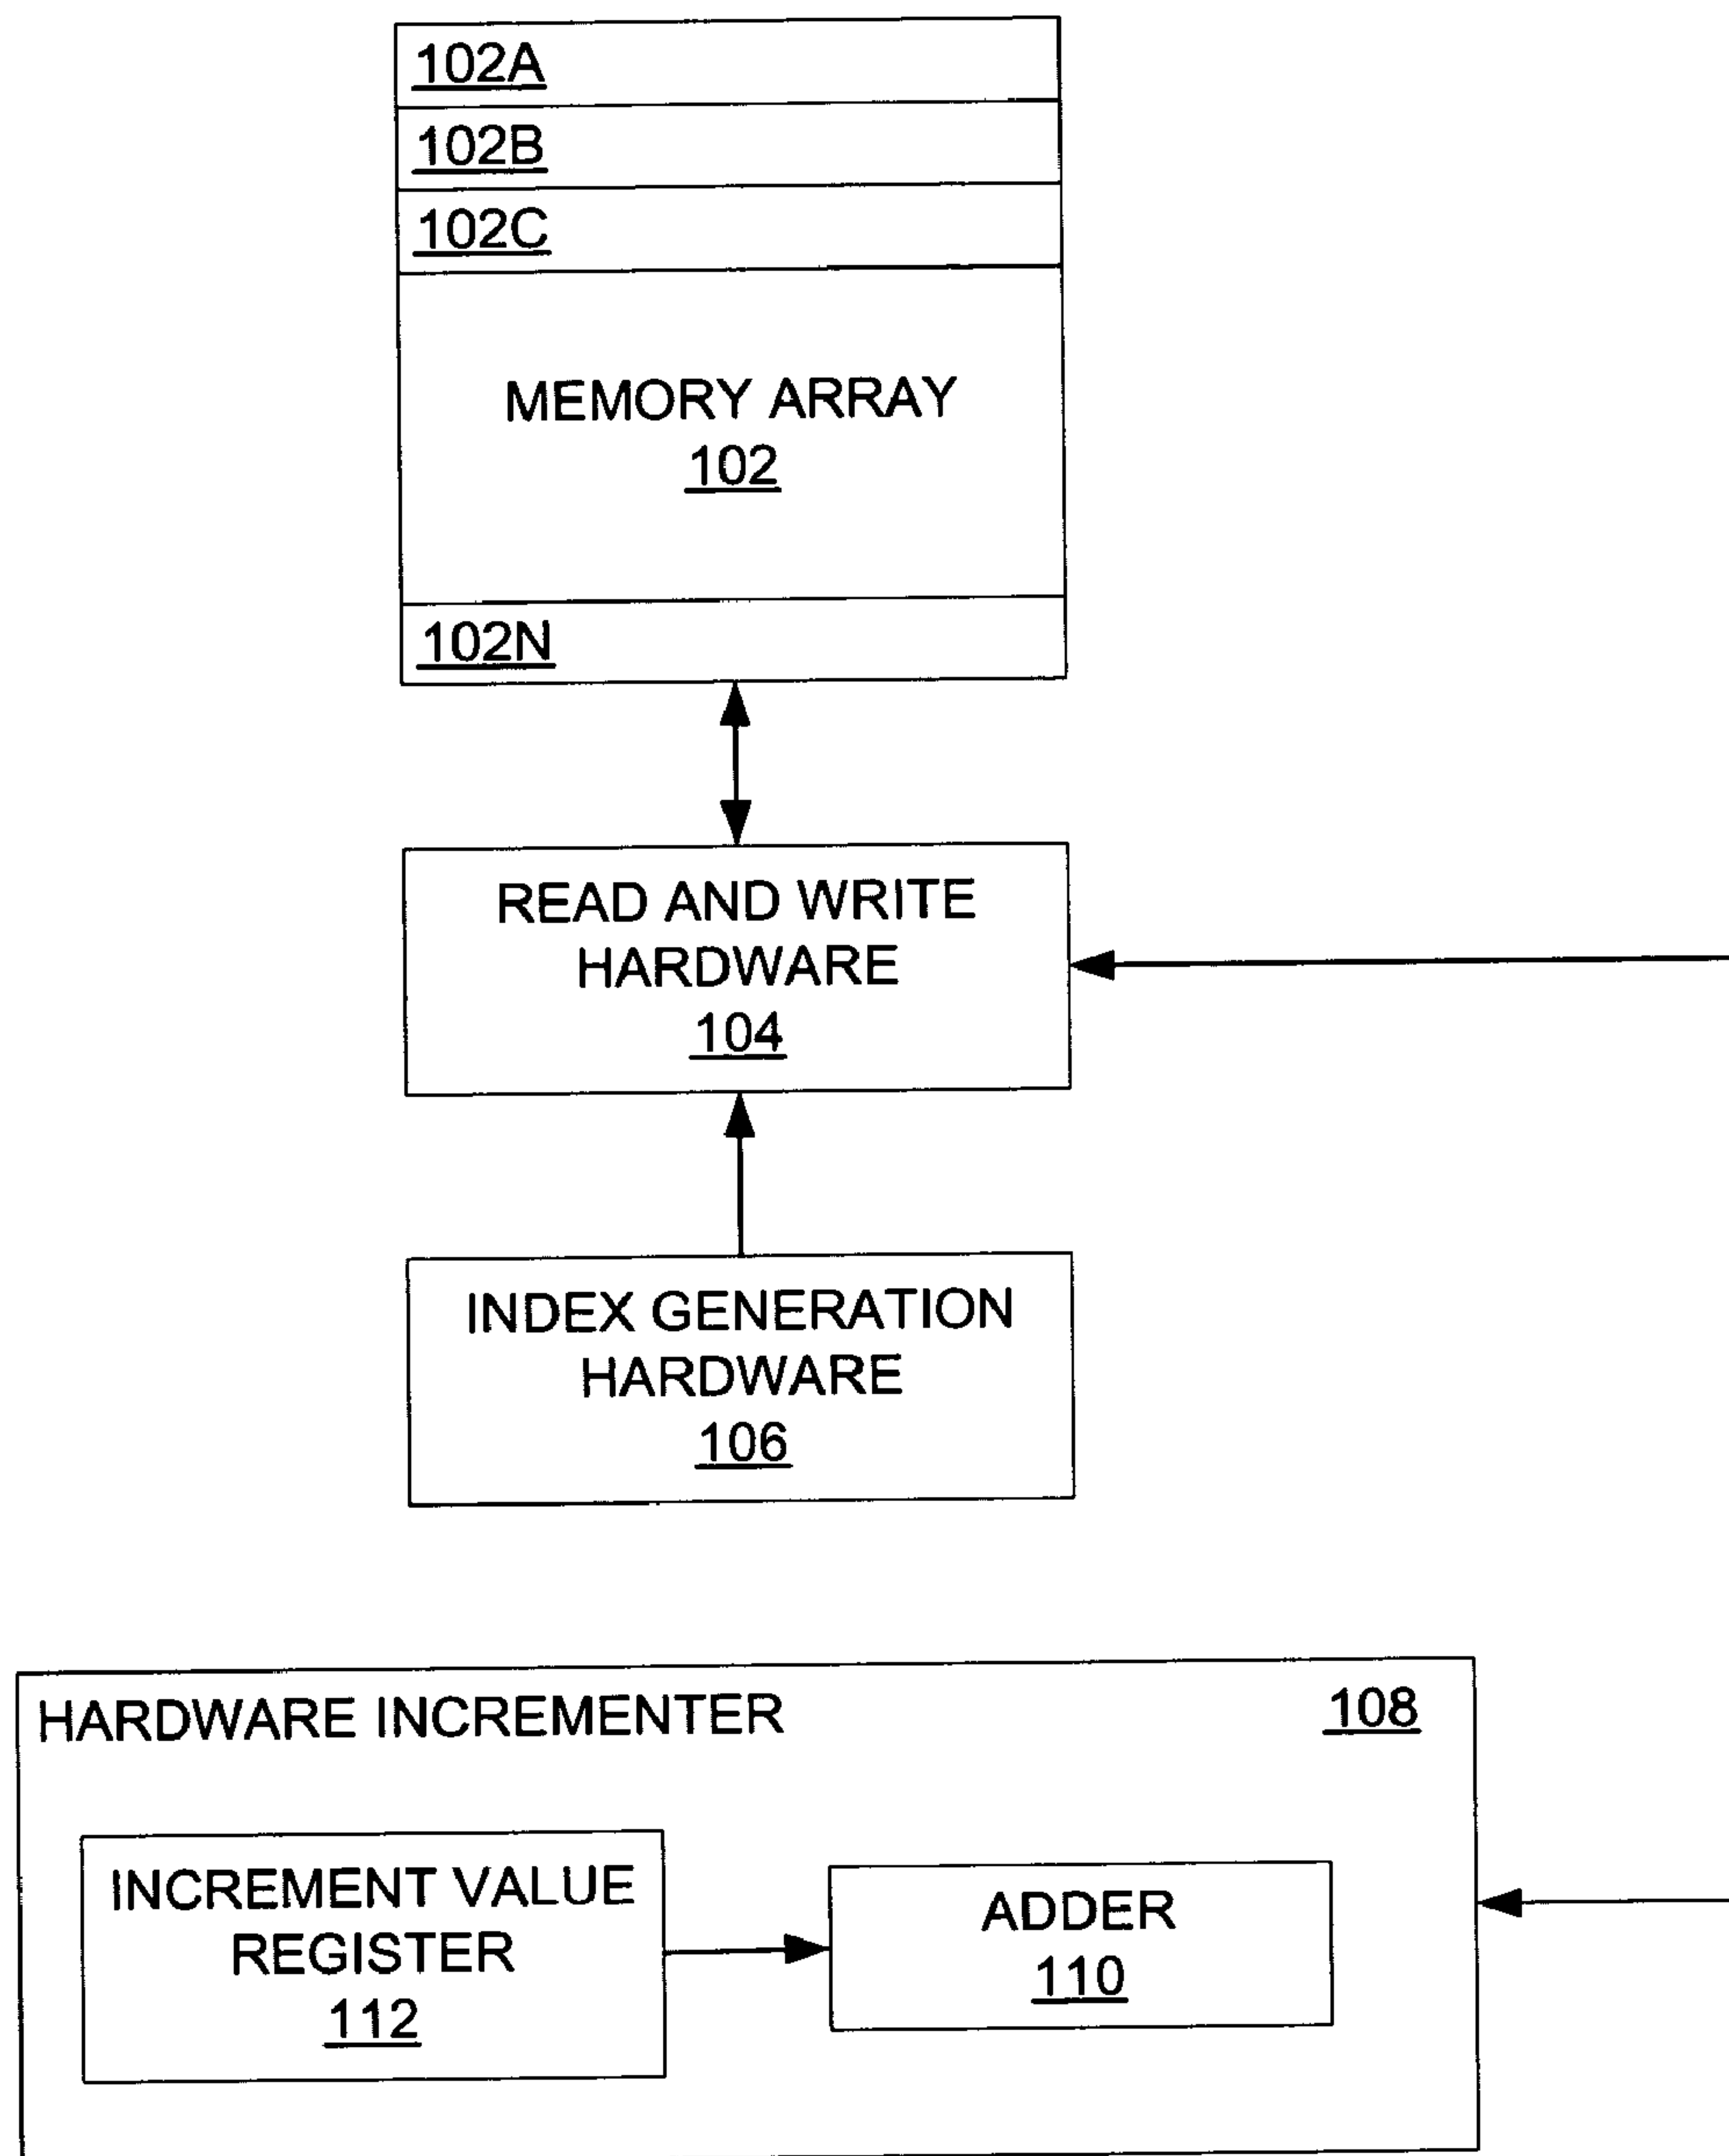 102A
102B
102C
MEMORY ARRAY
102
102N
READ AND WRITE
HARDWARE
104
INDEX GENERATION
HARDWARE
106
HARDWARE INCREMENTER
108
INCREMENT VALUE
REGISTER
112
ADDER
110